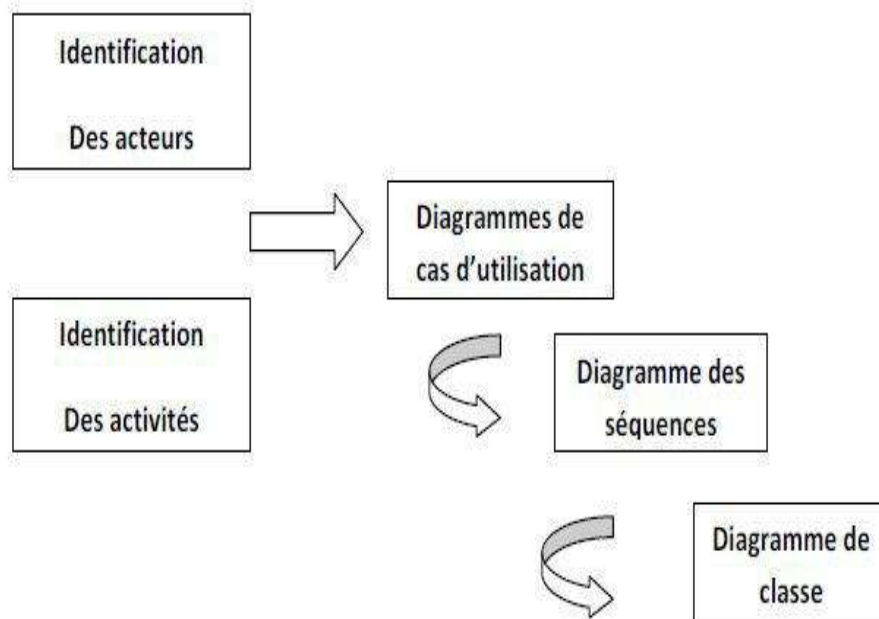 Identification
Des acteurs
Diagrammes de
cas d'utilisation
Identification
Des activités
Diagramme des
séquences
Diagramme de
classe